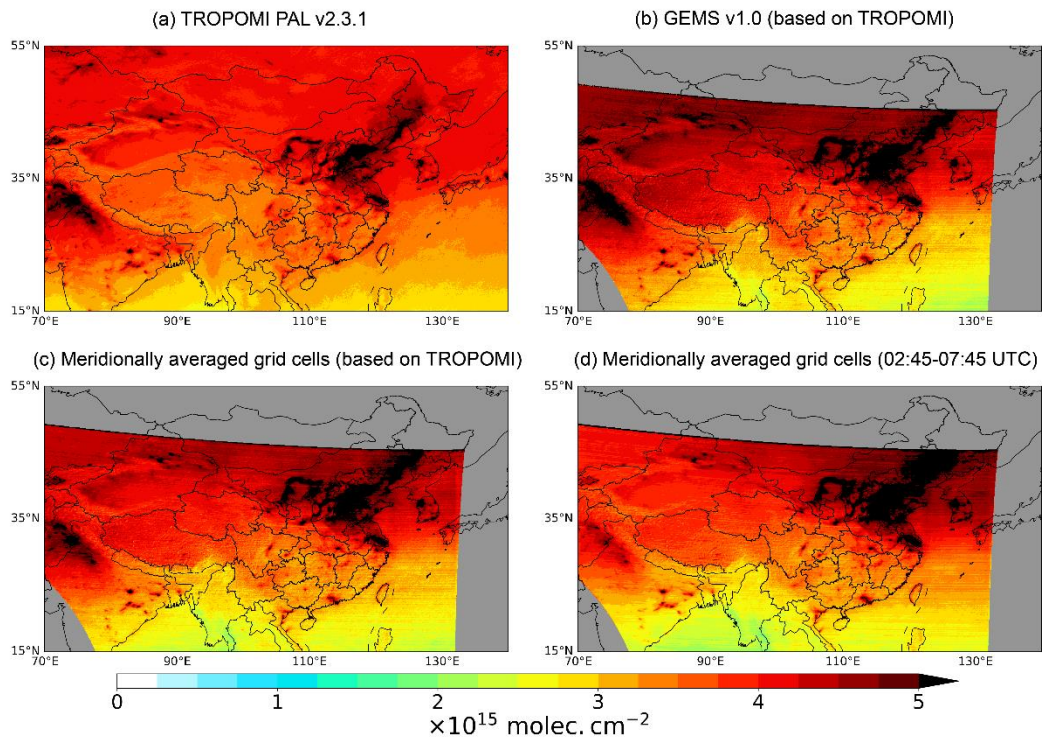 (a) TROPOMI PAL v2.3.1
(b) GEMS v1.0 (based on TROPOMI)
55°N
55°N
35°N
35°N
15°N
15°N
70°E 90°E 110°E 130°E
70°E 90°E 110°E 130°E
(c) Meridionally averaged grid cells (based on TROPOMI)
(d) Meridionally averaged grid cells (02:45-07:45 UTC)
55°N
55°N
35°N
35°N
15°N
15°N
70°E 90°E 110°E 130°E
70°E 90°E 110°E 130°E
0 1 2 3 4 5
×10¹⁵ molec. cm⁻²